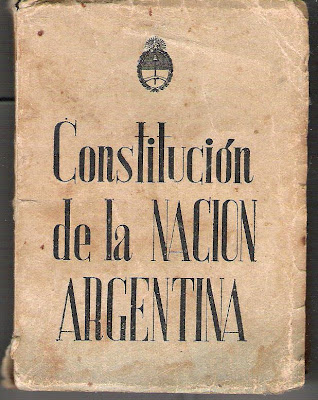 Constitución
de la NACION
ARGENTINA